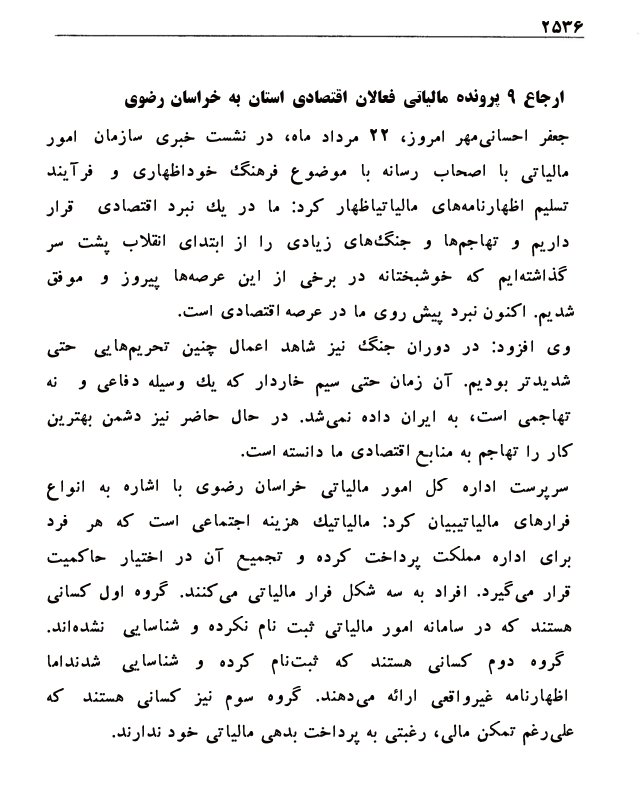 ۲۵۳۶
ارجاع ۹ پرونده مالیاتی فعالان اقتصادی استان به خراسان رضوی
جعفر احسانی‌مهر امروز، ۲۲ مرداد ماه، در نشست خبری سازمان امور
مالیاتی با اصحاب رسانه با موضوع فرهنگ خوداظهاری و فرآیند
تسلیم اظهارنامه‌های مالیاتیاظهار کرد: ما در یك نبرد اقتصادی قرار
داریم و تهاجم‌ها و جنگ‌های زیادی را از ابتدای انقلاب پشت سر
گذاشته‌ایم که خوشبختانه در برخی از این عرصه‌ها پیروز و موفق
شدیم. اکنون نبرد پیش روی ما در عرصه اقتصادی است.
وی افزود: در دوران جنگ نیز شاهد اعمال چنین تحریم‌هایی حتی
شدیدتر بودیم. آن زمان حتی سیم خاردار که یك وسیله دفاعی و نه
تهاجمی است، به ایران داده نمی‌شد. در حال حاضر نیز دشمن بهترین
کار را تهاجم به منابع اقتصادی ما دانسته است.
سرپرست اداره کل امور مالیاتی خراسان رضوی با اشاره به انواع
فرارهای مالیاتیبیان کرد: مالیاتیك هزینه اجتماعی است که هر فرد
برای اداره مملکت پرداخت کرده و تجمیع آن در اختیار حاکمیت
قرار می‌گیرد. افراد به سه شکل فرار مالیاتی می‌کنند. گروه اول کسانی
هستند که در سامانه امور مالیاتی ثبت نام نکرده و شناسایی نشده‌اند.
گروه دوم کسانی هستند که ثبت‌نام کرده و شناسایی شدنداما
اظهارنامه غیرواقعی ارائه می‌دهند. گروه سوم نیز کسانی هستند که
علی‌رغم تمکن مالی، رغبتی به پرداخت بدهی مالیاتی خود ندارند.